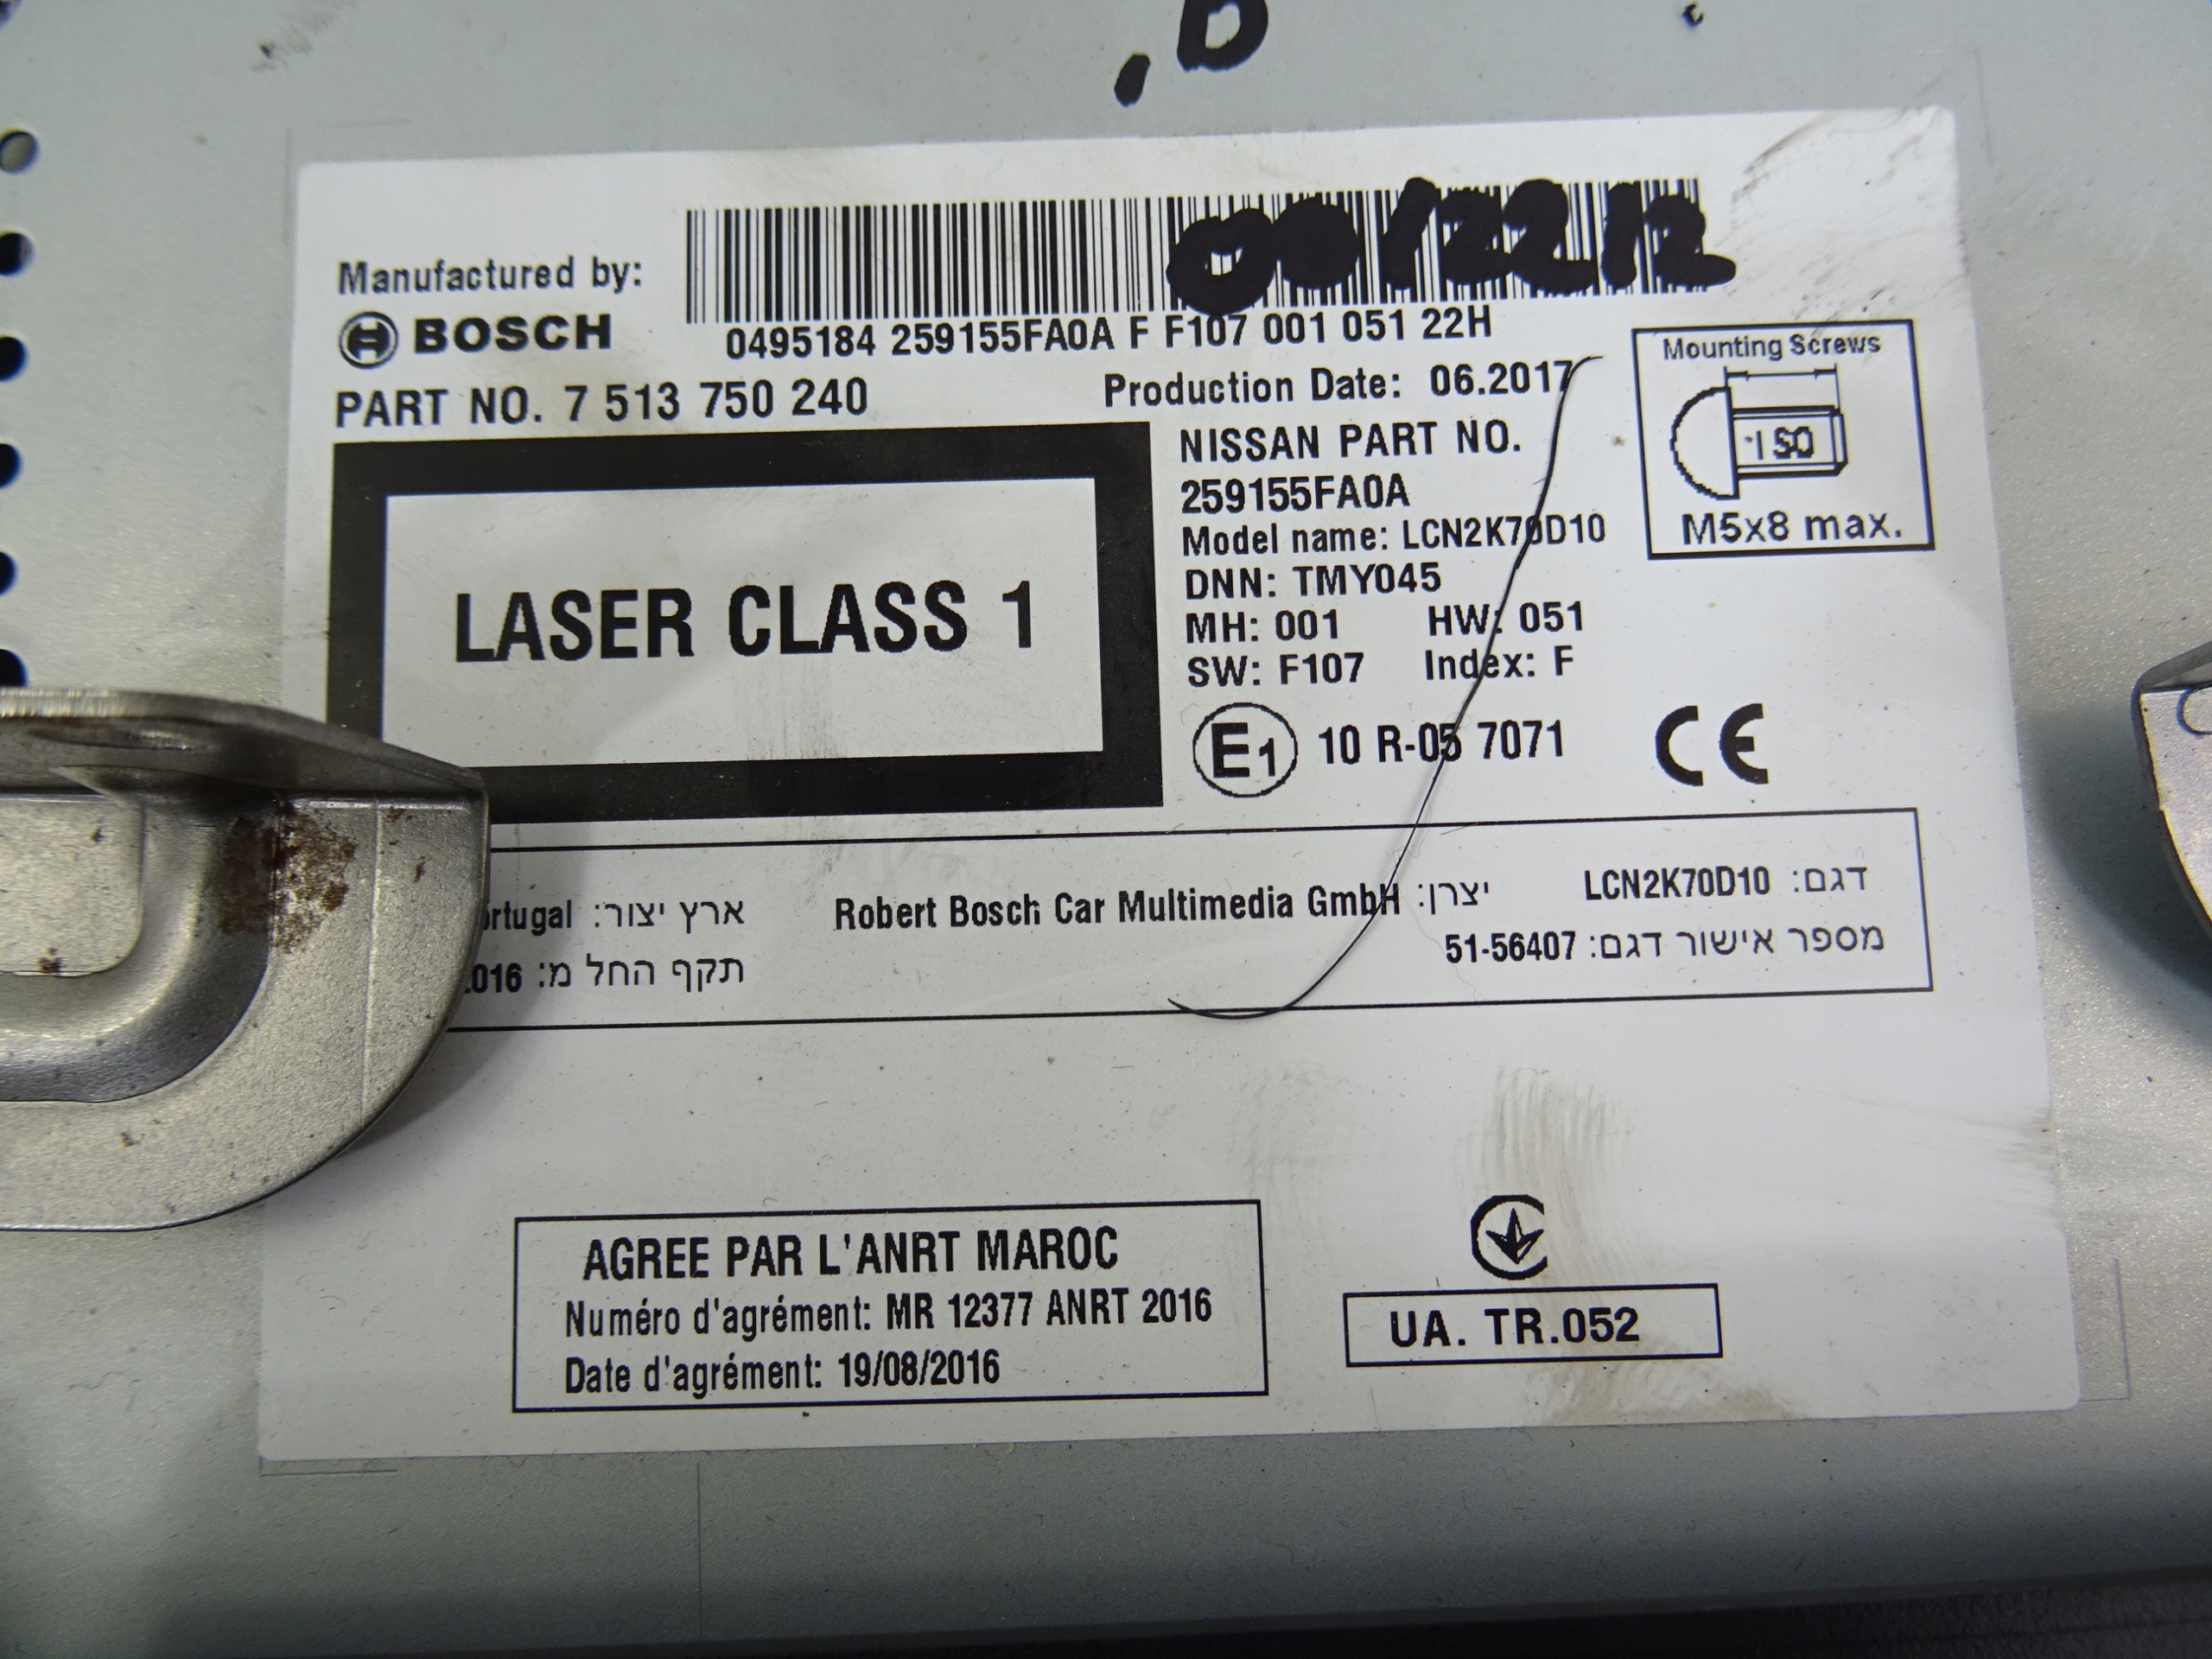 Manufactured by:
BOSCH
0495184 259155FA0A F F107 001 051 22H
PART NO. 7 513 750 240
Production Date: 06.2017
Mounting Screws
ISO
M5x8 max.
NISSAN PART NO.
259155FA0A
Model name: LCN2K70D10
DNN: TMY045
MH: 001 HW: 051
SW: F107 Index: F
LASER CLASS 1
E1 10 R-05 7071 CE
דגם: LCN2K70D10
יצרן: Robert Bosch Car Multimedia GmbH
ארץ יצור: ortugal
מספר אישור דגם: 51-56407
תקף החל מ: .016
AGREE PAR L'ANRT MAROC
Numéro d'agrément: MR 12377 ANRT 2016
Date d'agrément: 19/08/2016
UA. TR.052